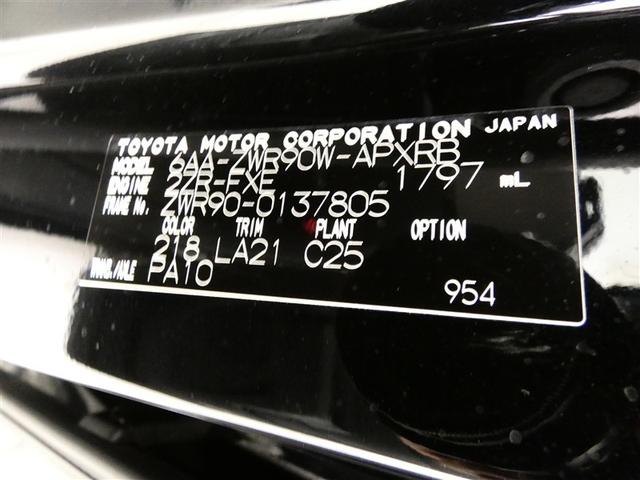 TOYOTA MOTOR CORPORATION JAPAN
MODEL 6AA-ZWR90W-APXRB
ENGINE 2ZR-FXE 1797 mL
FRAME No. ZWR90-0137805
COLOR TRIM PLANT OPTION
218 LA21 C25
TRANS./AXLE PA10
954